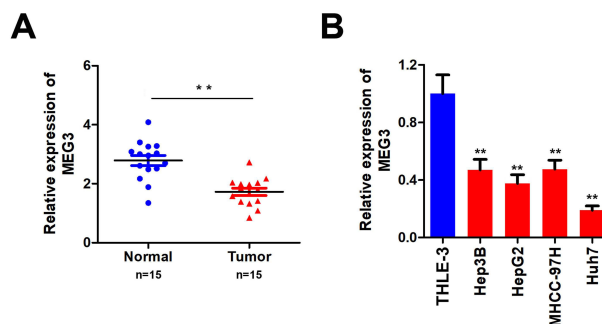 A
Relative expression of
MEG3
6
4
2
0
* *
Normal
Tumor
n=15
n=15
B
Relative expression of
MEG3
1.2
0.8
0.4
0.0
**
**
**
**
THLE-3
Hep3B
HepG2
MHCC-97H
Huh7